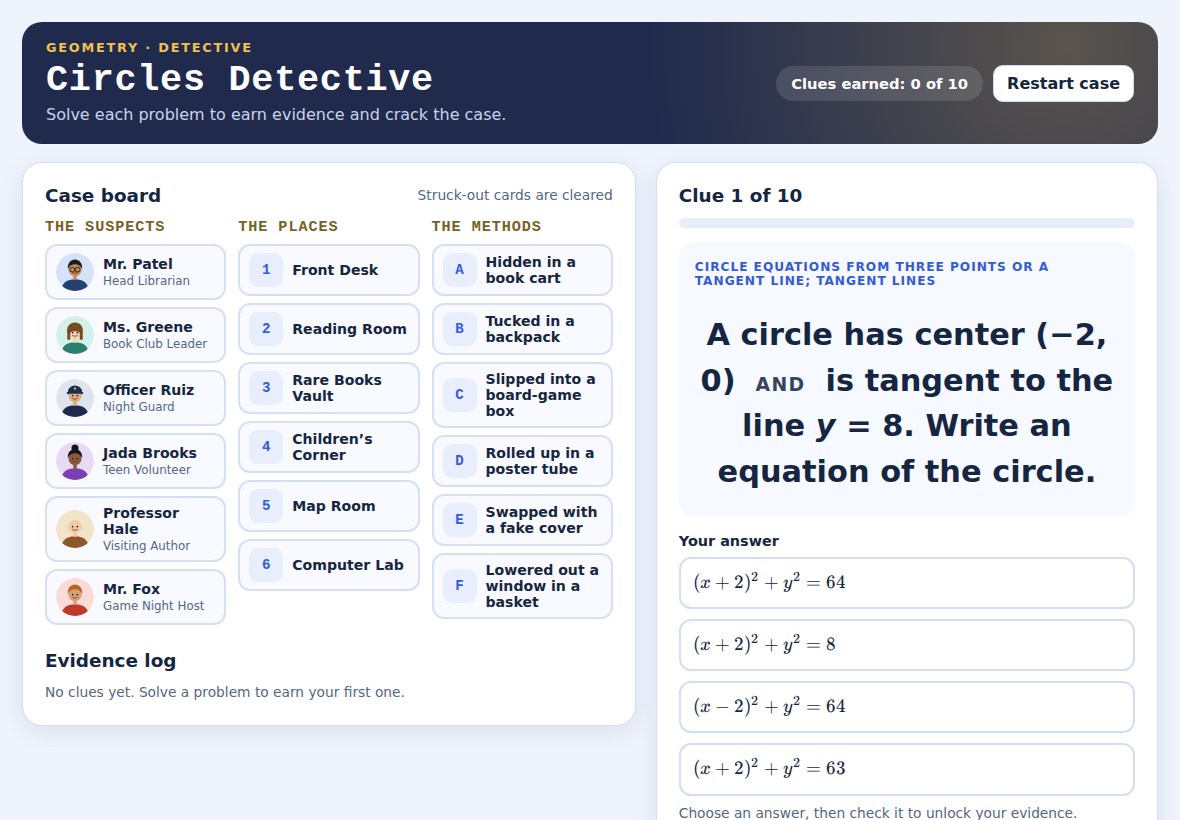 GEOMETRY · DETECTIVE
Circles Detective
Solve each problem to earn evidence and crack the case.
Clues earned: 0 of 10
Restart case
Case board
Struck-out cards are cleared
THE SUSPECTS
Mr. Patel
Head Librarian
Ms. Greene
Book Club Leader
Officer Ruiz
Night Guard
Jada Brooks
Teen Volunteer
Professor
Hale
Visiting Author
Mr. Fox
Game Night Host
THE PLACES
1 Front Desk
2 Reading Room
3 Rare Books
Vault
4 Children’s
Corner
5 Map Room
6 Computer Lab
THE METHODS
A Hidden in a
book cart
B Tucked in a
backpack
C Slipped into a
board-game
box
D Rolled up in a
poster tube
E Swapped with
a fake cover
F Lowered out a
window in a
basket
Evidence log
No clues yet. Solve a problem to earn your first one.
Clue 1 of 10
CIRCLE EQUATIONS FROM THREE POINTS OR A
TANGENT LINE; TANGENT LINES
A circle has center (−2,
0) AND is tangent to the
line y = 8. Write an
equation of the circle.
Your answer
(x + 2)² + y² = 64
(x + 2)² + y² = 8
(x − 2)² + y² = 64
(x + 2)² + y² = 63
Choose an answer, then check it to unlock your evidence.